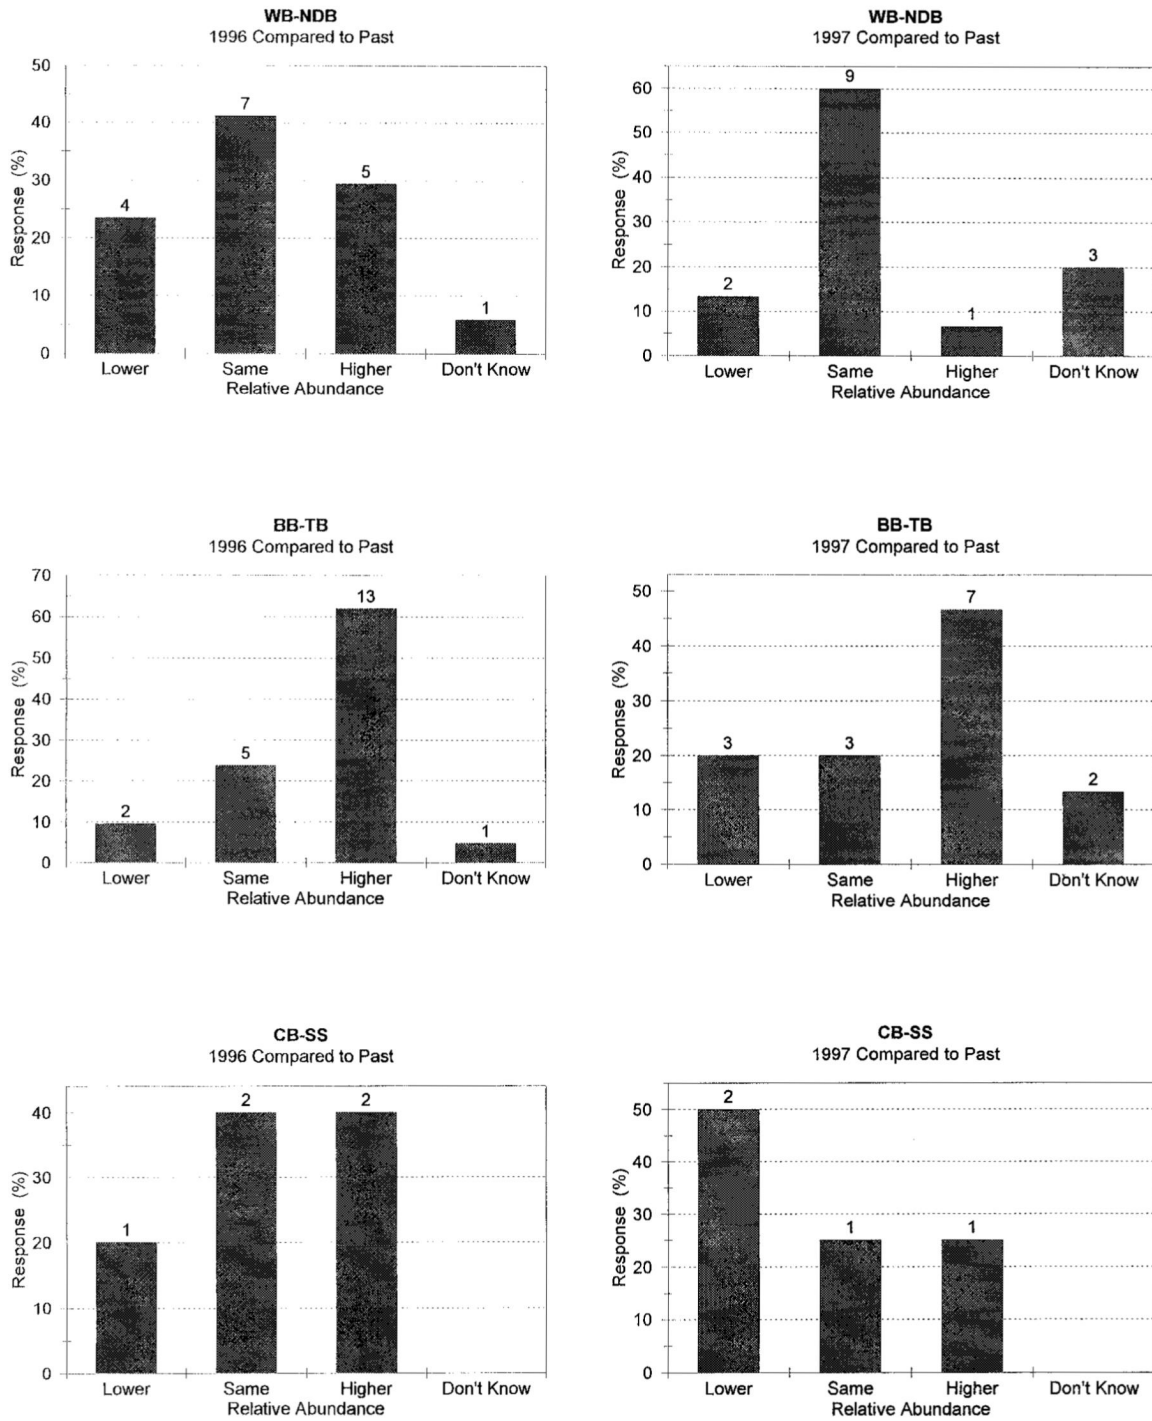 WB-NDB
1996 Compared to Past
50
40
30
20
10
0
Response (%)
4
7
5
1
Lower Same Higher Don't Know
Relative Abundance
WB-NDB
1997 Compared to Past
60
50
40
30
20
10
0
Response (%)
2
9
1
3
Lower Same Higher Don't Know
Relative Abundance
BB-TB
1996 Compared to Past
70
60
50
40
30
20
10
0
Response (%)
2
5
13
1
Lower Same Higher Don't Know
Relative Abundance
BB-TB
1997 Compared to Past
50
40
30
20
10
0
Response (%)
3
3
7
2
Lower Same Higher Don't Know
Relative Abundance
CB-SS
1996 Compared to Past
40
30
20
10
0
Response (%)
1
2
2
Lower Same Higher Don't Know
Relative Abundance
CB-SS
1997 Compared to Past
50
40
30
20
10
0
Response (%)
2
1
1
Lower Same Higher Don't Know
Relative Abundance